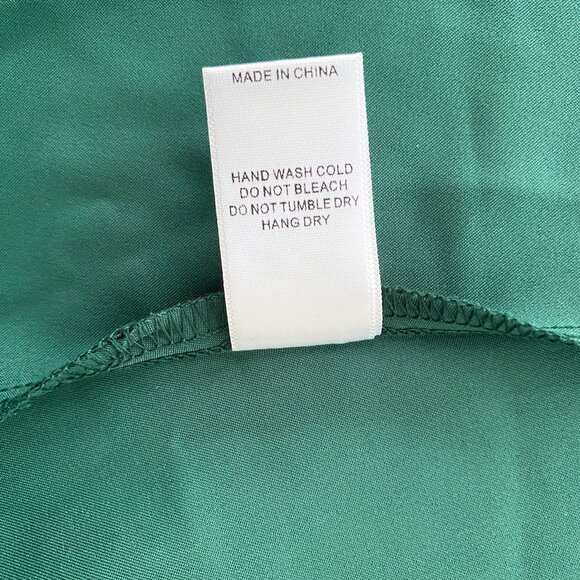 MADE IN CHINA
HAND WASH COLD
DO NOT BLEACH
DO NOT TUMBLE DRY
HANG DRY